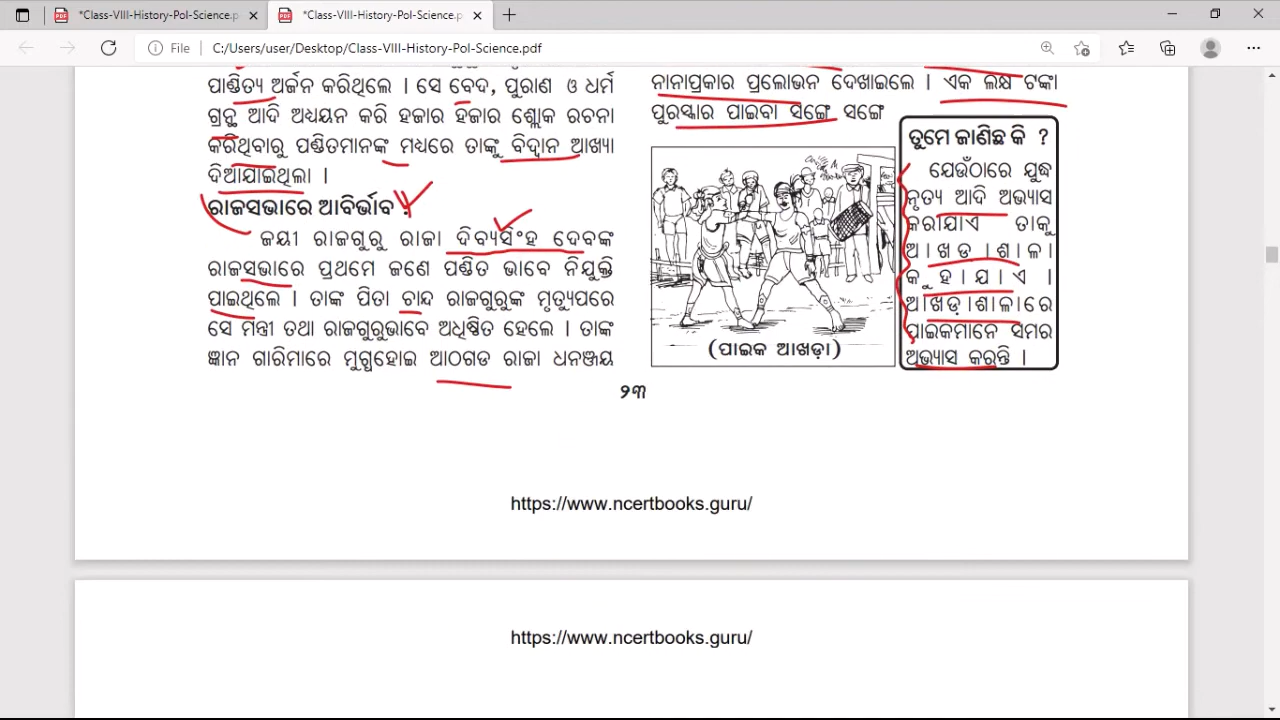 *Class-VIII-History-Pol-Science.p
*Class-VIII-History-Pol-Science.p
File C:/Users/user/Desktop/Class-VIII-History-Pol-Science.pdf
ପାଣ୍ଡିତ୍ୟ ଅର୍ଜନ କରିଥିଲେ । ସେ ବେଦ, ପୁରାଣ ଓ ଧର୍ମ
ଗ୍ରନ୍ଥ ଆଦି ଅଧ୍ୟୟନ କରି ହଜାର ହଜାର ଶ୍ଲୋକ ରଚନା
କରିଥିବାରୁ ପଣ୍ଡିତମାନଙ୍କ ମଧ୍ୟରେ ତାଙ୍କୁ ବିଦ୍ୱାନ ଆଖ୍ୟା
ଦିଆଯାଇଥିଲା ।
ରାଜସଭାରେ ଆବିର୍ଭାବ :
ଜୟୀ ରାଜଗୁରୁ ରାଜା ଦିବ୍ୟସିଂହ ଦେବଙ୍କ
ରାଜସଭାରେ ପ୍ରଥମେ ଜଣେ ପଣ୍ଡିତ ଭାବେ ନିଯୁକ୍ତି
ପାଇଥିଲେ । ତାଙ୍କ ପିତା ଚାନ୍ଦ ରାଜଗୁରୁଙ୍କ ମୃତ୍ୟୁପରେ
ସେ ମନ୍ତ୍ରୀ ତଥା ରାଜଗୁରୁଭାବେ ଅଧିଷ୍ଠିତ ହେଲେ । ତାଙ୍କ
ଜ୍ଞାନ ଗାରିମାରେ ମୁଗ୍ଧହୋଇ ଆଠଗଡ ରାଜା ଧନଞ୍ଜୟ
ନାନାପ୍ରକାର ପ୍ରଲୋଭନ ଦେଖାଇଲେ । ଏକ ଲକ୍ଷ ଟଙ୍କା
ପୁରସ୍କାର ପାଇବା ସଙ୍ଗେ ସଙ୍ଗେ
(ପାଇକ ଆଖଡ଼ା)
ତୁମେ ଜାଣିଛ କି ?
ଯେଉଁଠାରେ ଯୁଦ୍ଧ
ନୃତ୍ୟ ଆଦି ଅଭ୍ୟାସ
କରାଯାଏ ତାକୁ
ଆଖଡାଶାଳା
କୁହାଯାଏ ।
ଆଖଡ଼ାଶାଳାରେ
ପାଇକମାନେ ସମର
ଅଭ୍ୟାସ କରନ୍ତି ।
୨୩
https://www.ncertbooks.guru/
https://www.ncertbooks.guru/